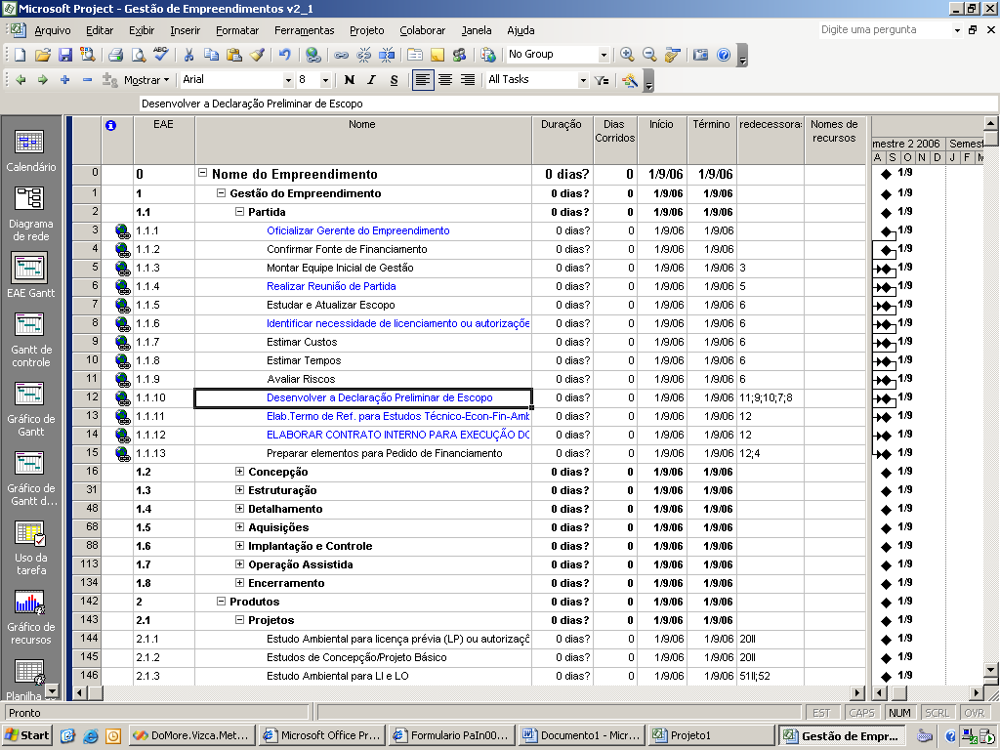 Microsoft Project - Gestão de Empreendimentos v2_1
Arquivo Editar Exibir Inserir Formatar Ferramentas Projeto Colaborar Janela Ajuda Digite uma pergunta
No Group
Mostrar Arial 8 N I S All Tasks
Desenvolver a Declaração Preliminar de Escopo
EAE Nome Duração Dias Corridos Início Término redecessora: Nomes de recursos
mestre 2 2006 Semest
A S O N D J F M
0 0 Nome do Empreendimento 0 dias? 0 1/9/06 1/9/06 1/9
1 1 Gestão do Empreendimento 0 dias? 0 1/9/06 1/9/06 1/9
2 1.1 Partida 0 dias? 0 1/9/06 1/9/06 1/9
3 1.1.1 Oficializar Gerente do Empreendimento 0 dias? 0 1/9/06 1/9/06 1/9
4 1.1.2 Confirmar Fonte de Financiamento 0 dias? 0 1/9/06 1/9/06 1/9
5 1.1.3 Montar Equipe Inicial de Gestão 0 dias? 0 1/9/06 1/9/06 3 1/9
6 1.1.4 Realizar Reunião de Partida 0 dias? 0 1/9/06 1/9/06 5 1/9
7 1.1.5 Estudar e Atualizar Escopo 0 dias? 0 1/9/06 1/9/06 6 1/9
8 1.1.6 Identificar necessidade de licenciamento ou autorizaçõe 0 dias? 0 1/9/06 1/9/06 6 1/9
9 1.1.7 Estimar Custos 0 dias? 0 1/9/06 1/9/06 6 1/9
10 1.1.8 Estimar Tempos 0 dias? 0 1/9/06 1/9/06 6 1/9
11 1.1.9 Avaliar Riscos 0 dias? 0 1/9/06 1/9/06 6 1/9
12 1.1.10 Desenvolver a Declaração Preliminar de Escopo 0 dias? 0 1/9/06 1/9/06 11;9;10;7;8 1/9
13 1.1.11 Elab.Termo de Ref. para Estudos Técnico-Econ-Fin-Amb 0 dias? 0 1/9/06 1/9/06 12 1/9
14 1.1.12 ELABORAR CONTRATO INTERNO PARA EXECUÇÃO DO 0 dias? 0 1/9/06 1/9/06 12 1/9
15 1.1.13 Preparar elementos para Pedido de Financiamento 0 dias? 0 1/9/06 1/9/06 12;4 1/9
16 1.2 Concepção 0 dias? 0 1/9/06 1/9/06 1/9
31 1.3 Estruturação 0 dias? 0 1/9/06 1/9/06 1/9
48 1.4 Detalhamento 0 dias? 0 1/9/06 1/9/06 1/9
68 1.5 Aquisições 0 dias? 0 1/9/06 1/9/06 1/9
88 1.6 Implantação e Controle 0 dias? 0 1/9/06 1/9/06 1/9
113 1.7 Operação Assistida 0 dias? 0 1/9/06 1/9/06 1/9
134 1.8 Encerramento 0 dias? 0 1/9/06 1/9/06 1/9
142 2 Produtos 0 dias? 0 1/9/06 1/9/06 1/9
143 2.1 Projetos 0 dias? 0 1/9/06 1/9/06 1/9
144 2.1.1 Estudo Ambiental para licença prévia (LP) ou autorizaçõ 0 dias? 0 1/9/06 1/9/06 20II 1/9
145 2.1.2 Estudos de Concepção/Projeto Básico 0 dias? 0 1/9/06 1/9/06 20II 1/9
146 2.1.3 Estudo Ambiental para LI e LO 0 dias? 0 1/9/06 1/9/06 51II;52 1/9
Calendário
Diagrama
de rede
EAE Gantt
Gantt de
controle
Gráfico de
Gantt
Gráfico de
Gantt d...
Uso da
tarefa
Gráfico de
recursos
Planilha d
Pronto EST CAPS NUM SCRL OVR
Start DoMore.Vizca.Met... Microsoft Office Pr... Formulario PaIn00... Documento1 - Micr... Projeto1 Gestão de Empr...